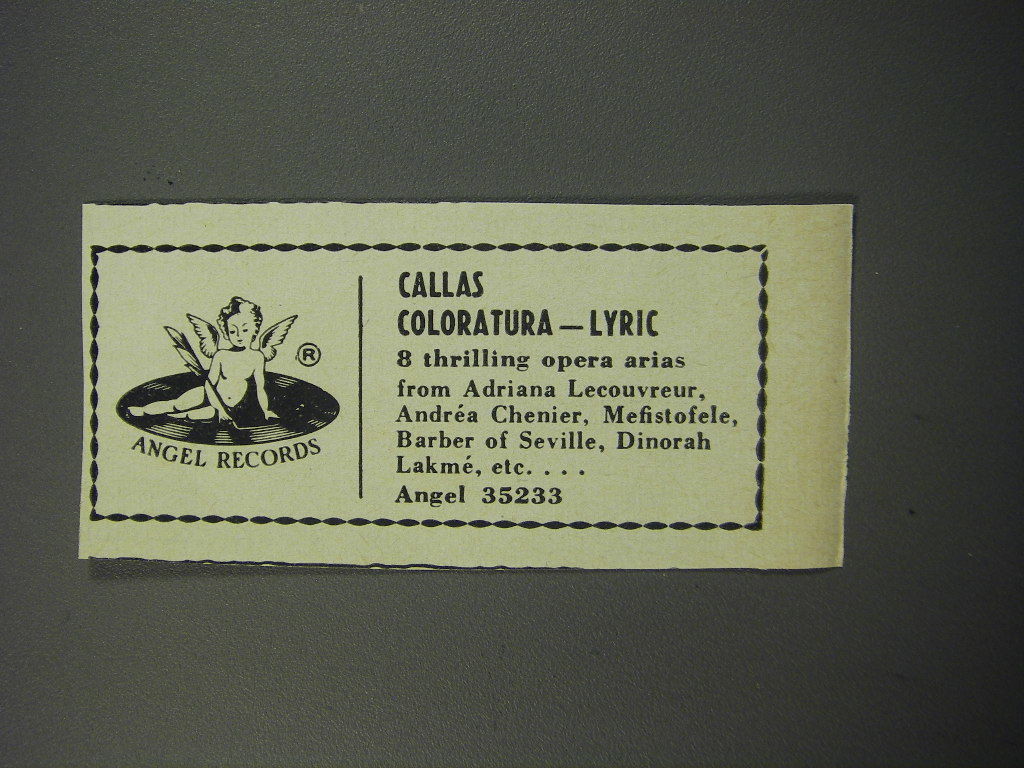 ®
ANGEL RECORDS
CALLAS
COLORATURA — LYRIC
8 thrilling opera arias
from Adriana Lecouvreur,
Andréa Chenier, Mefistofele,
Barber of Seville, Dinorah
Lakmé, etc. . . .
Angel 35233